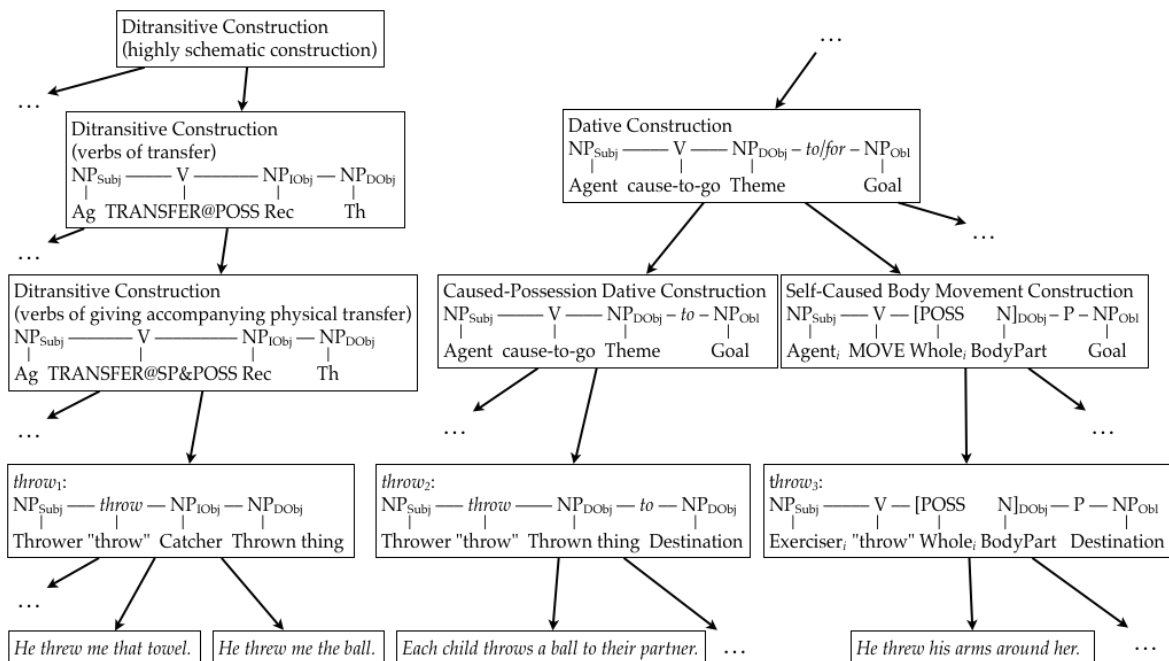 Ditransitive Construction
(highly schematic construction)
…
…
Ditransitive Construction
(verbs of transfer)
NPSubj —— V ——— NPIObj — NPDObj
Ag TRANSFER@POSS Rec Th
Dative Construction
NPSubj —— V —— NPDObj – to/for – NPObl
Agent cause-to-go Theme Goal
…
…
Ditransitive Construction
(verbs of giving accompanying physical transfer)
NPSubj ——— V ——— NPIObj — NPDObj
Ag TRANSFER@SP&POSS Rec Th
Caused-Possession Dative Construction
NPSubj —— V —— NPDObj – to – NPObl
Agent cause-to-go Theme Goal
Self-Caused Body Movement Construction
NPSubj —— V — [POSS N]DObj – P – NPObl
Agenti MOVE Wholei BodyPart Goal
…
…
…
throw1:
NPSubj — throw — NPIObj — NPDObj
Thrower "throw" Catcher Thrown thing
throw2:
NPSubj —— throw —— NPDObj — to — NPDObj
Thrower "throw" Thrown thing Destination
throw3:
NPSubj —— V — [POSS N]DObj — P — NPObl
Exerciseri "throw" Wholei BodyPart Destination
…
He threw me that towel.
He threw me the ball.
Each child throws a ball to their partner.
…
He threw his arms around her.
…